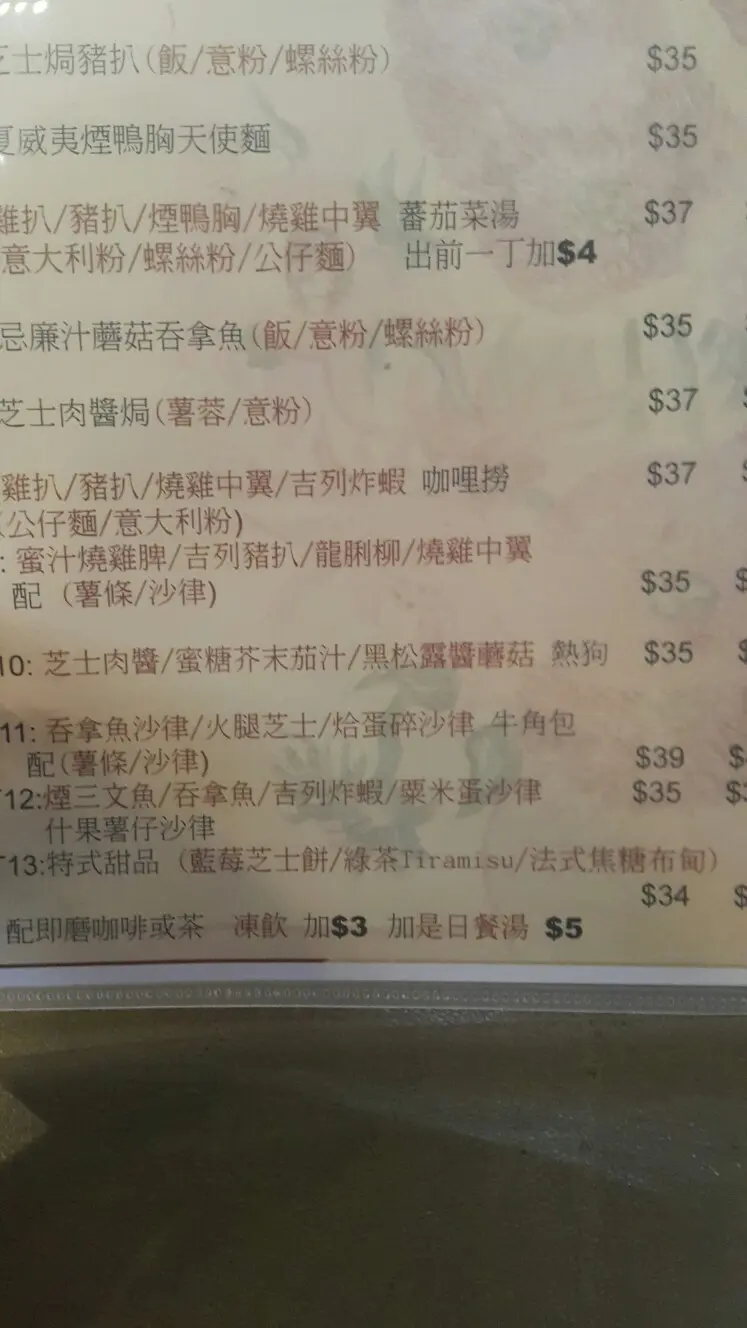 芝士焗豬扒(飯/意粉/螺絲粉) $35
夏威夷煙鴨胸天使麵 $35
雞扒/豬扒/煙鴨胸/燒雞中翼 蕃茄菜湯 $37
意大利粉/螺絲粉/公仔麵) 出前一丁加$4
忌廉汁蘑菇吞拿魚(飯/意粉/螺絲粉) $35
芝士肉醬焗(薯蓉/意粉) $37
雞扒/豬扒/燒雞中翼/吉列炸蝦 咖哩撈 $37
(公仔麵/意大利粉)
: 蜜汁燒雞脾/吉列豬扒/龍脷柳/燒雞中翼
配 (薯條/沙律) $35
10: 芝士肉醬/蜜糖芥末茄汁/黑松露醬蘑菇 熱狗 $35
11: 吞拿魚沙律/火腿芝士/烚蛋碎沙律 牛角包
配(薯條/沙律) $39
T12:煙三文魚/吞拿魚/吉列炸蝦/粟米蛋沙律 $35
什果薯仔沙律
T13:特式甜品 (藍莓芝士餅/綠茶Tiramisu/法式焦糖布甸)
$34
配即磨咖啡或茶 凍飲 加$3 加是日餐湯 $5